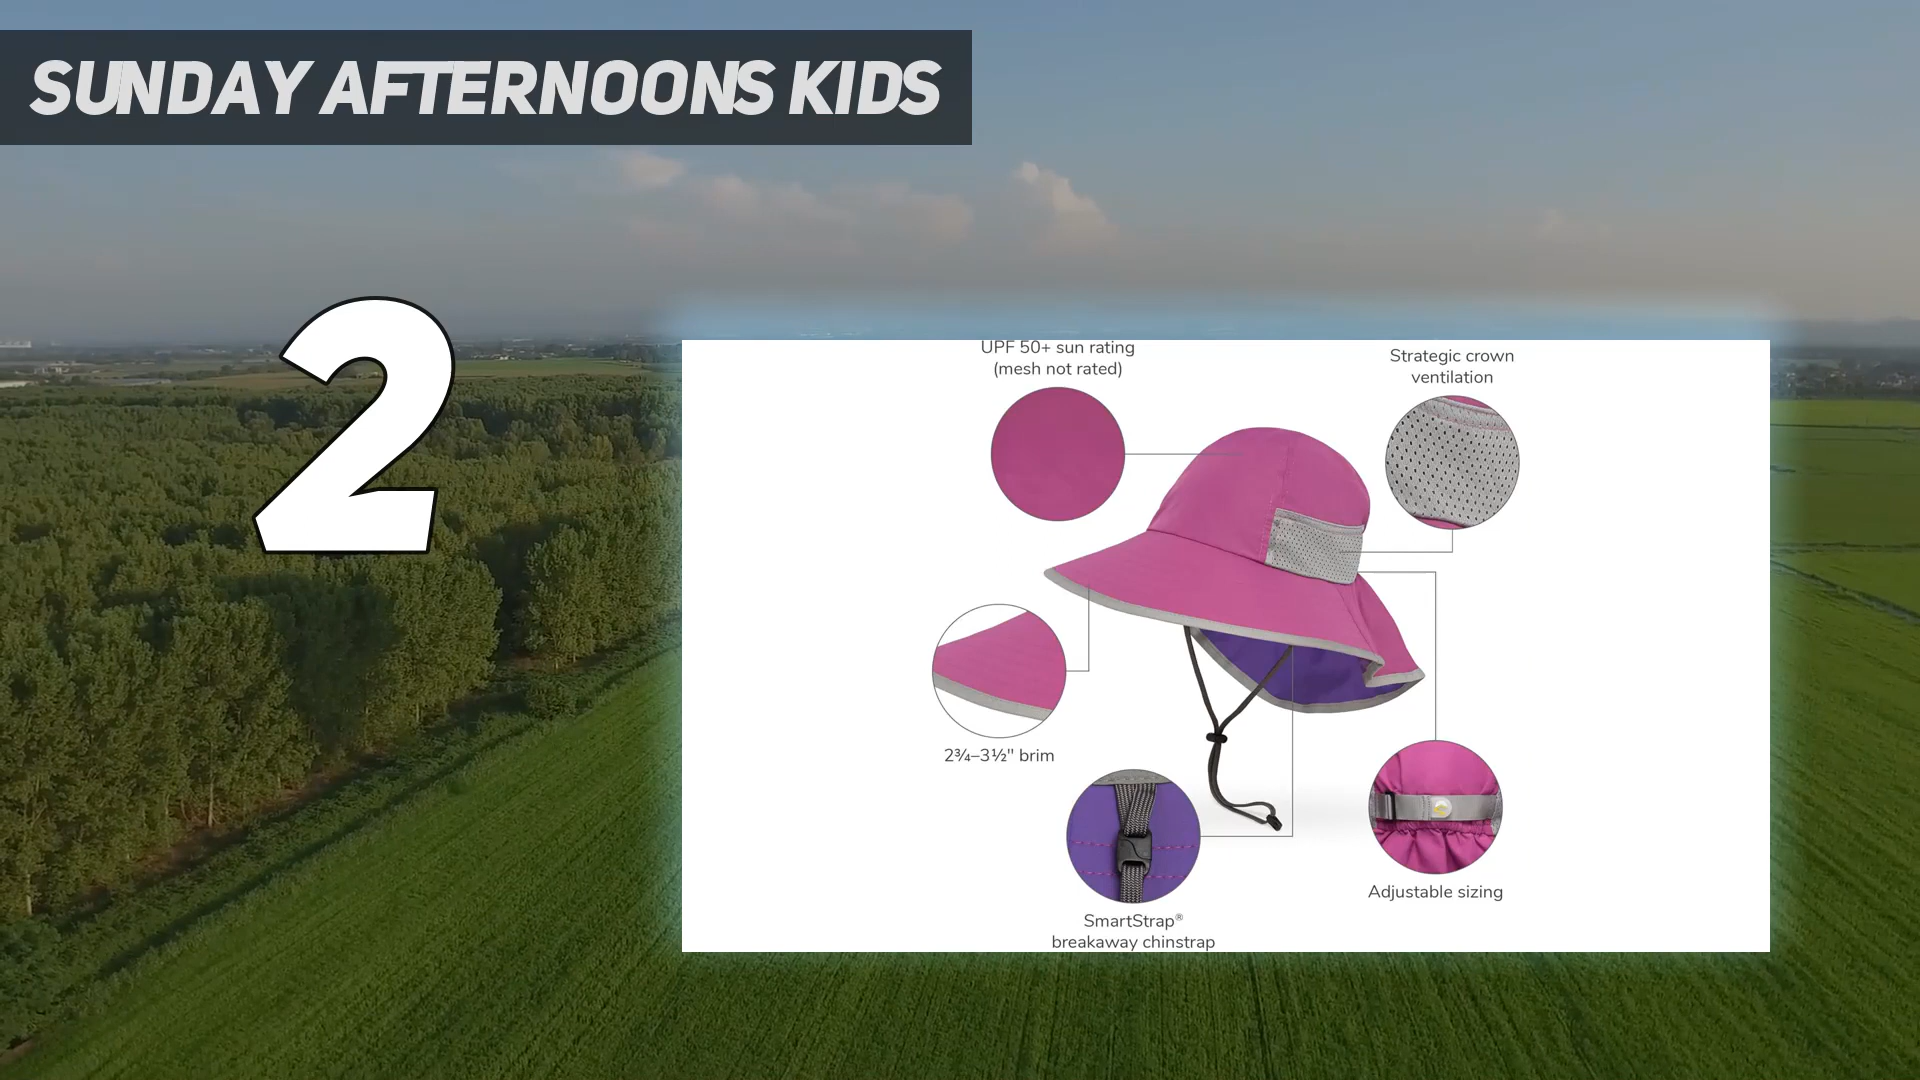 SUNDAY AFTERNOONS KIDS
2
UPF 50+ sun rating
(mesh not rated)
Strategic crown
ventilation
2¾–3½" brim
SmartStrap®
breakaway chinstrap
Adjustable sizing